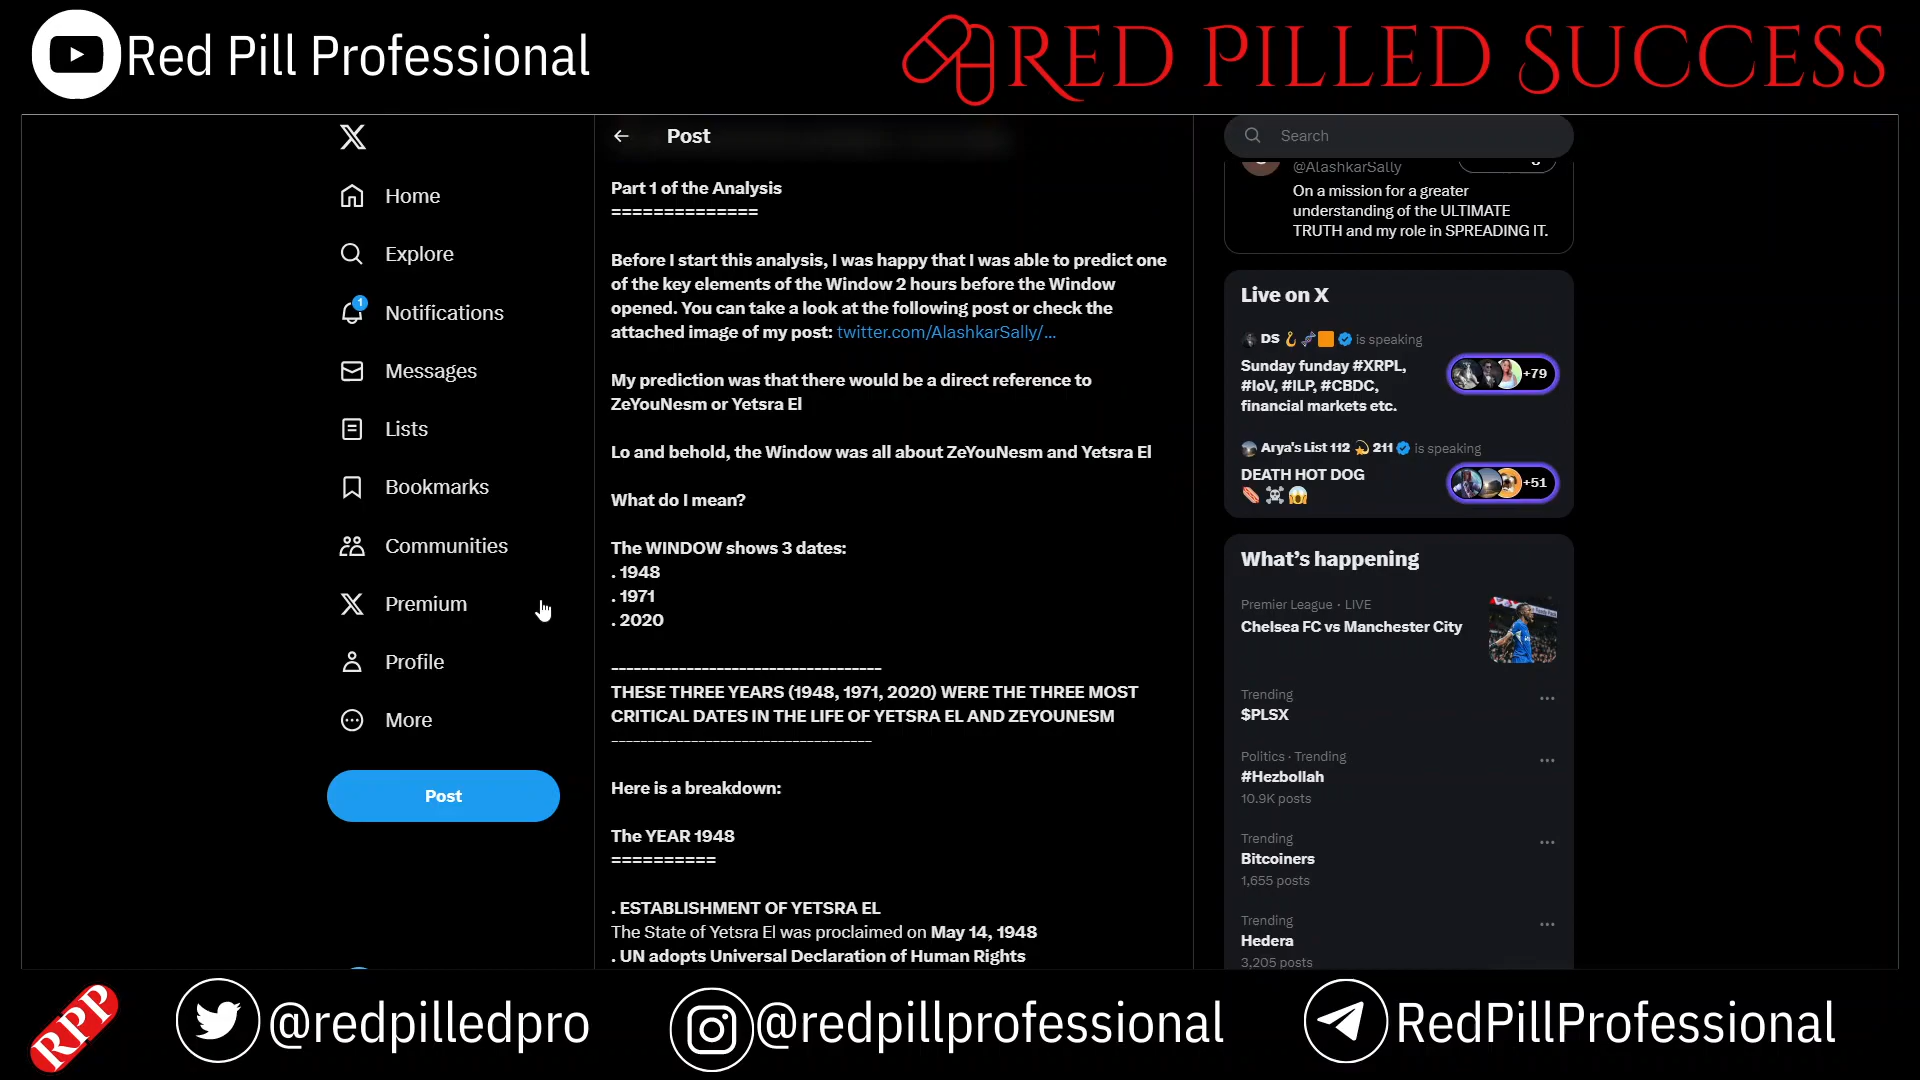 Red Pill Professional
RED PILLED SUCCESS
Home
Explore
1
Notifications
Messages
Lists
Bookmarks
Communities
Premium
Profile
More
Post
Post
Part 1 of the Analysis
==============
Before I start this analysis, I was happy that I was able to predict one
of the key elements of the Window 2 hours before the Window
opened. You can take a look at the following post or check the
attached image of my post: twitter.com/AlashkarSally/...
My prediction was that there would be a direct reference to
ZeYouNesm or Yetsra El
Lo and behold, the Window was all about ZeYouNesm and Yetsra El
What do I mean?
The WINDOW shows 3 dates:
. 1948
. 1971
. 2020
------------------------------------
THESE THREE YEARS (1948, 1971, 2020) WERE THE THREE MOST
CRITICAL DATES IN THE LIFE OF YETSRA EL AND ZEYOUNESM
------------------------------------
Here is a breakdown:
The YEAR 1948
==========
. ESTABLISHMENT OF YETSRA EL
The State of Yetsra El was proclaimed on May 14, 1948
. UN adopts Universal Declaration of Human Rights
Search
@AlashkarSally
On a mission for a greater
understanding of the ULTIMATE
TRUTH and my role in SPREADING IT.
Live on X
DS 🪝🧬🟧 is speaking
Sunday funday #XRPL,
#IoV, #ILP, #CBDC,
financial markets etc.
+79
Arya's List 112 💫 211 is speaking
DEATH HOT DOG
🌭☠️😱
+51
What's happening
Premier League · LIVE
Chelsea FC vs Manchester City
Trending
$PLSX
Politics · Trending
#Hezbollah
10.9K posts
Trending
Bitcoiners
1,655 posts
Trending
Hedera
3,205 posts
RPP
@redpilledpro
@redpillprofessional
RedPillProfessional